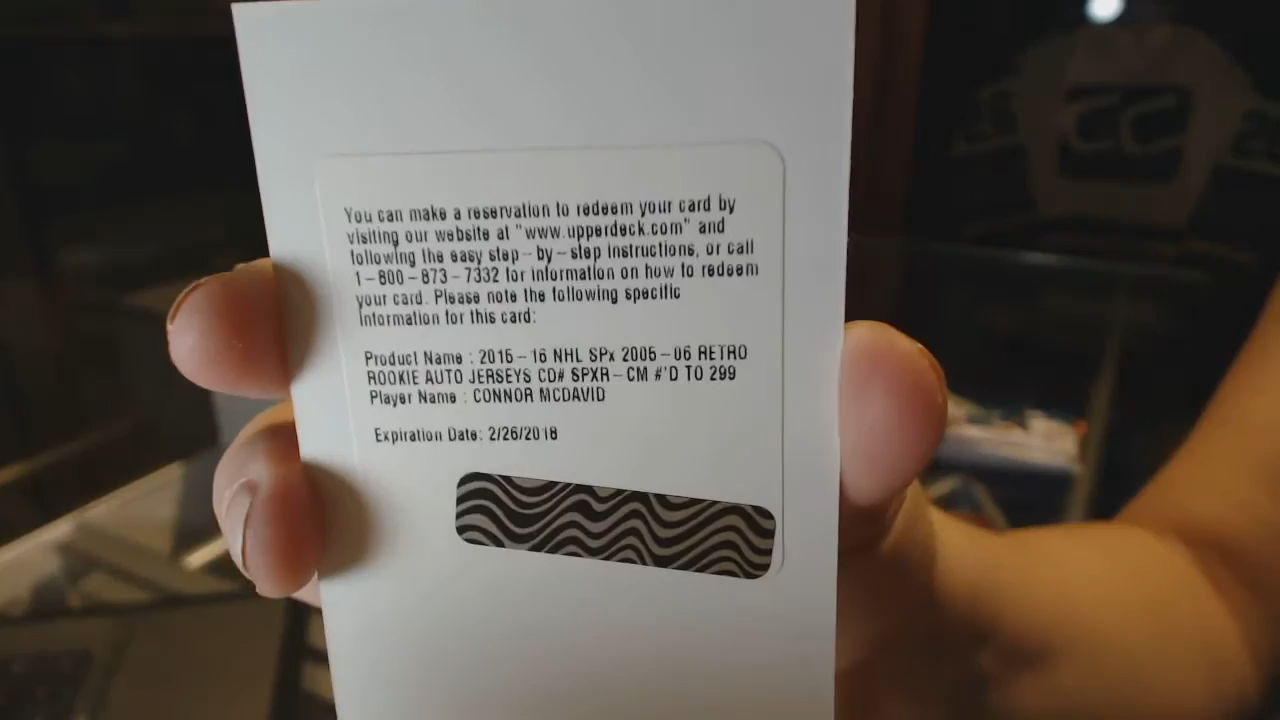 You can make a reservation to redeem your card by
visiting our website at "www.upperdeck.com" and
following the easy step-by-step instructions, or call
1-800-873-7332 for information on how to redeem
your card. Please note the following specific
information for this card:
Product Name : 2015-16 NHL SPx 2005-06 RETRO
ROOKIE AUTO JERSEYS CD# SPXR-CM #'D TO 299
Player Name : CONNOR MCDAVID
Expiration Date: 2/26/2018